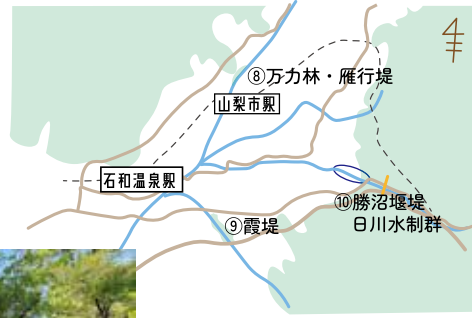 ⑧万力林・雁行堤
山梨市駅
石和温泉駅
⑩勝沼堰堤
日川水制群
⑨霞堤